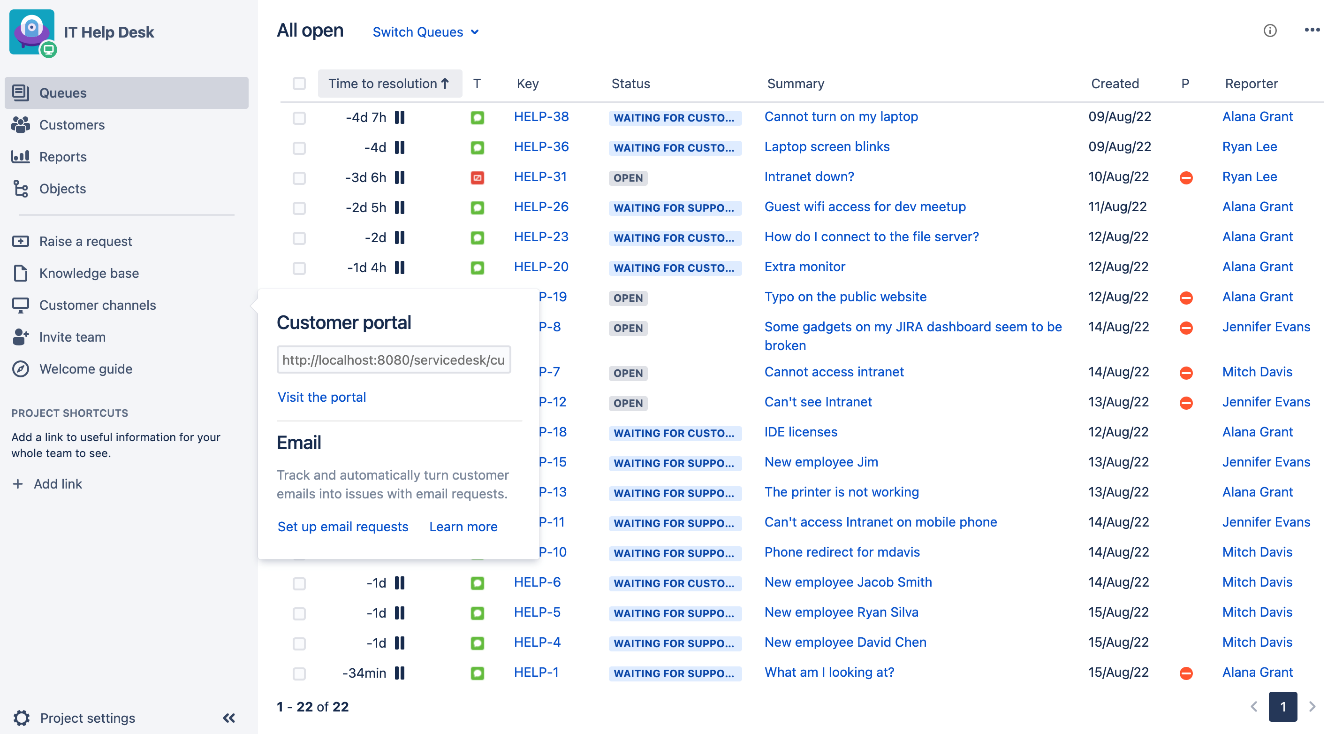 IT Help Desk
Queues
Customers
Reports
Objects
Raise a request
Knowledge base
Customer channels
Invite team
Welcome guide
PROJECT SHORTCUTS
Add a link to useful information for your
whole team to see.
+ Add link
Project settings
All open Switch Queues
Time to resolution ↑ T Key Status Summary Created P Reporter
-4d 7h HELP-38 WAITING FOR CUSTO... Cannot turn on my laptop 09/Aug/22 Alana Grant
-4d HELP-36 WAITING FOR CUSTO... Laptop screen blinks 09/Aug/22 Ryan Lee
-3d 6h HELP-31 OPEN Intranet down? 10/Aug/22 Ryan Lee
-2d 5h HELP-26 WAITING FOR SUPPO... Guest wifi access for dev meetup 11/Aug/22 Alana Grant
-2d HELP-23 WAITING FOR CUSTO... How do I connect to the file server? 12/Aug/22 Alana Grant
-1d 4h HELP-20 WAITING FOR CUSTO... Extra monitor 12/Aug/22 Alana Grant
P-19 OPEN Typo on the public website 12/Aug/22 Alana Grant
P-8 OPEN Some gadgets on my JIRA dashboard seem to be 14/Aug/22 Jennifer Evans
broken
P-7 OPEN Cannot access intranet 14/Aug/22 Mitch Davis
P-12 OPEN Can't see Intranet 13/Aug/22 Jennifer Evans
P-18 WAITING FOR CUSTO... IDE licenses 12/Aug/22 Alana Grant
P-15 WAITING FOR SUPPO... New employee Jim 13/Aug/22 Jennifer Evans
P-13 WAITING FOR SUPPO... The printer is not working 13/Aug/22 Alana Grant
P-11 WAITING FOR SUPPO... Can't access Intranet on mobile phone 14/Aug/22 Jennifer Evans
P-10 WAITING FOR SUPPO... Phone redirect for mdavis 14/Aug/22 Mitch Davis
-1d HELP-6 WAITING FOR CUSTO... New employee Jacob Smith 14/Aug/22 Mitch Davis
-1d HELP-5 WAITING FOR SUPPO... New employee Ryan Silva 15/Aug/22 Mitch Davis
-1d HELP-4 WAITING FOR SUPPO... New employee David Chen 15/Aug/22 Mitch Davis
-34min HELP-1 WAITING FOR SUPPO... What am I looking at? 15/Aug/22 Alana Grant
1 - 22 of 22 1
Customer portal
http://localhost:8080/servicedesk/cu
Visit the portal
Email
Track and automatically turn customer
emails into issues with email requests.
Set up email requests Learn more